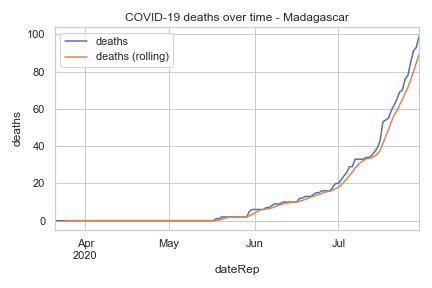 COVID-19 deaths over time - Madagascar
deaths
deaths (rolling)
100
80
60
40
20
0
deaths
Apr
2020
May
Jun
Jul
dateRep